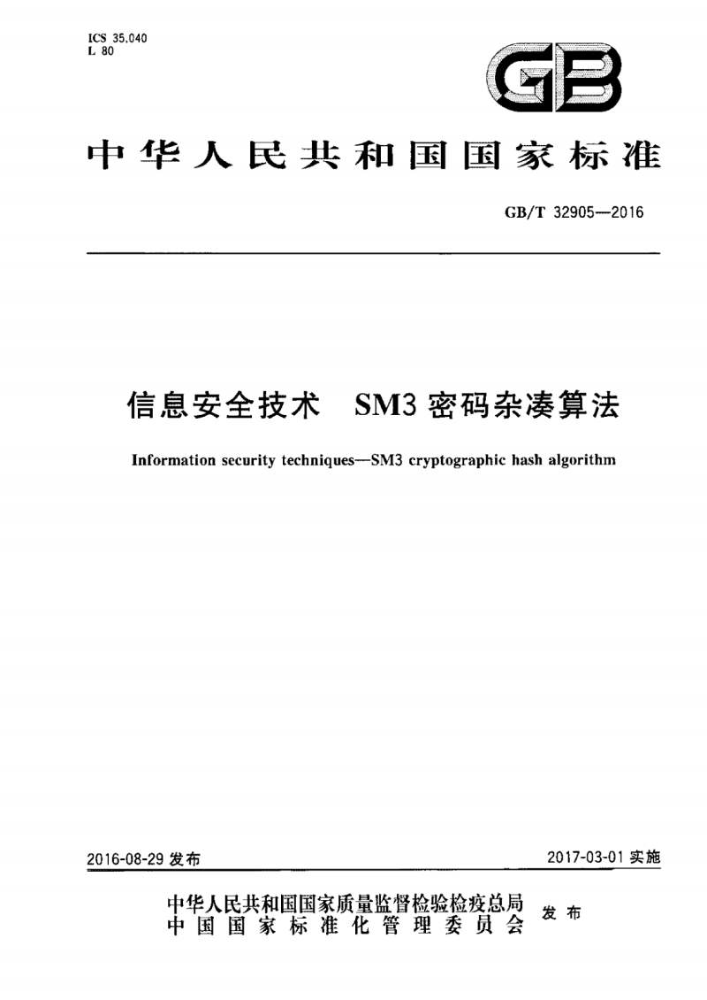 ICS 35.040
L 80
GB
中华人民共和国国家标准
GB/T 32905—2016
信息安全技术 SM3密码杂凑算法
Information security techniques—SM3 cryptographic hash algorithm
2016-08-29 发布
2017-03-01 实施
中华人民共和国国家质量监督检验检疫总局
中国国家标准化管理委员会
发布